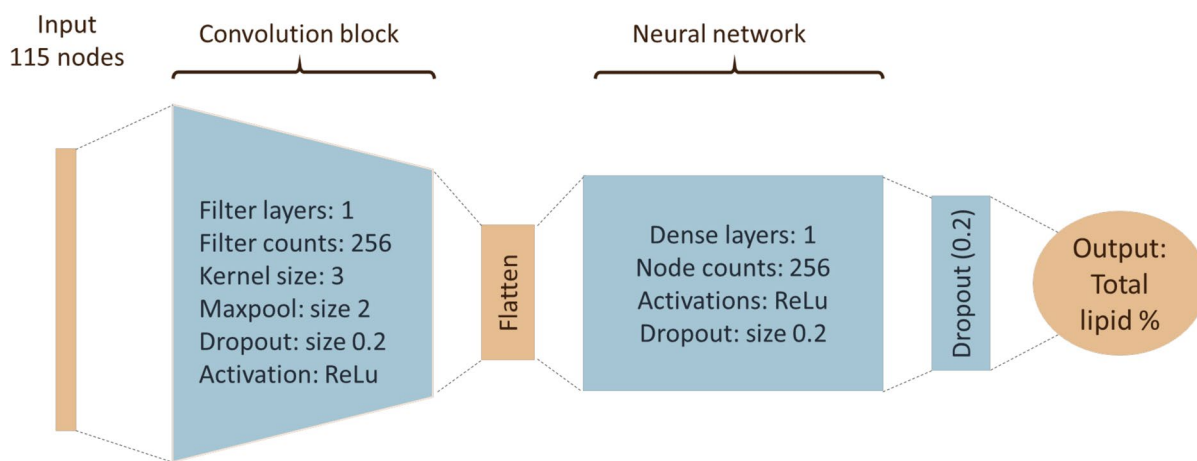 Input
115 nodes
Convolution block
Neural network
Filter layers: 1
Filter counts: 256
Kernel size: 3
Maxpool: size 2
Dropout: size 0.2
Activation: ReLu
Flatten
Dense layers: 1
Node counts: 256
Activations: ReLu
Dropout: size 0.2
Dropout (0.2)
Output:
Total
lipid %